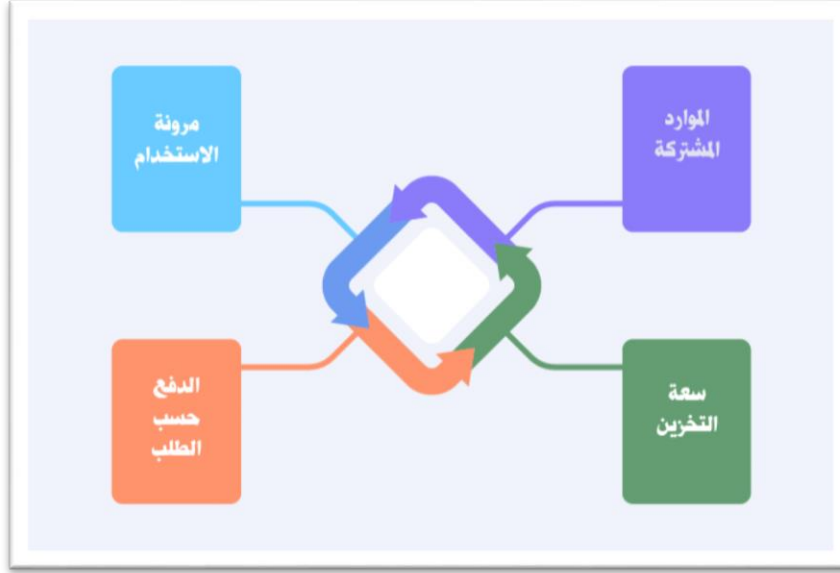 الموارد
المشتركة
مرونة
الاستخدام
الدفع
حسب
الطلب
سعة
التخزين